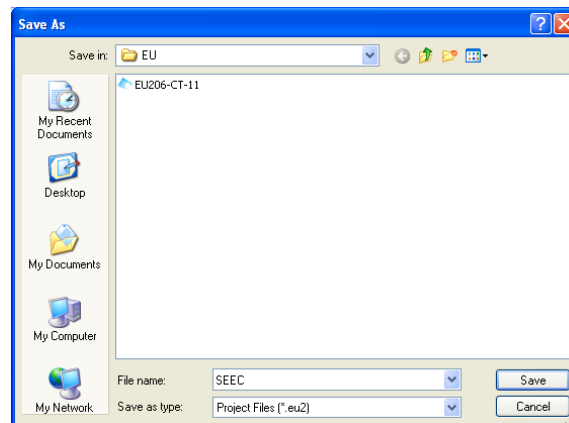 Save As
Save in: EU
EU206-CT-11
My Recent
Documents
Desktop
My Documents
My Computer
My Network
File name: SEEC Save
Save as type: Project Files (*.eu2) Cancel